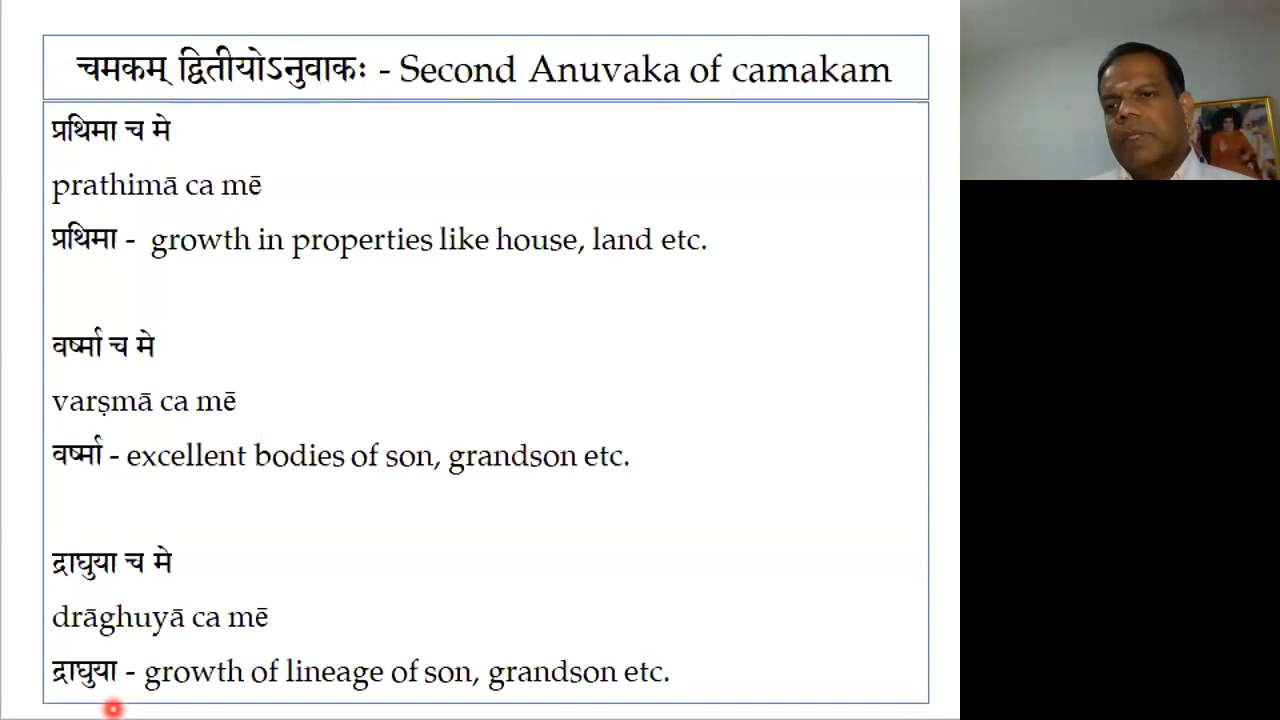 चमकम् द्वितीयोऽनुवाकः - Second Anuvaka of camakam
प्रथिमा च मे
prathimā ca mē
प्रथिमा - growth in properties like house, land etc.
वर्ष्मा च मे
varṣmā ca mē
वर्ष्मा - excellent bodies of son, grandson etc.
द्राघुया च मे
drāghuyā ca mē
द्राघुया - growth of lineage of son, grandson etc.